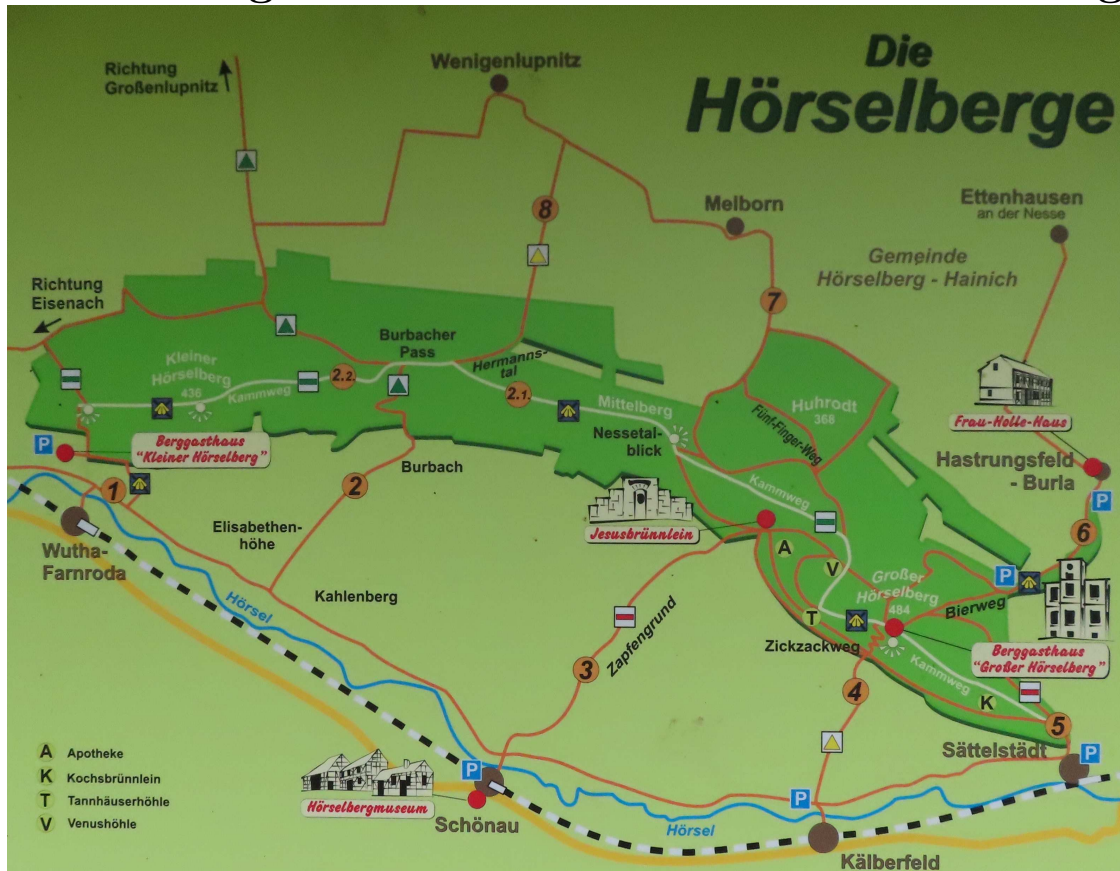 Die
Hörselberge
Richtung
Großenlupnitz
Wenigenlupnitz
8
Melborn
Ettenhausen
an der Nesse
Gemeinde
Hörselberg - Hainich
Richtung
Eisenach
7
Burbacher
Pass
Hermanns-
tal
Kleiner
Hörselberg
436
Kammweg
2.2.
2.1.
Mittelberg
Huhrodt
368
Fünf-Finger-Weg
Frau-Holle-Haus
P
Berggasthaus
"Kleiner Hörselberg"
Nessetal-
blick
Hastrungsfeld
- Burla
P
Burbach
1
2
Kammweg
6
Elisabethen-
höhe
Jesusbrünnlein
Wutha-
Farnroda
A
V
Großer
Hörselberg
484
P
Bierweg
Hörsel
Kahlenberg
T
Zickzackweg
Zapfengrund
3
4
Berggasthaus
"Großer Hörselberg"
Kammweg
K
5
Sättelstädt
P
A Apotheke
K Kochsbrünnlein
T Tannhäuserhöhle
V Venushöhle
Hörselbergmuseum
P
Schönau
P
Hörsel
Kälberfeld